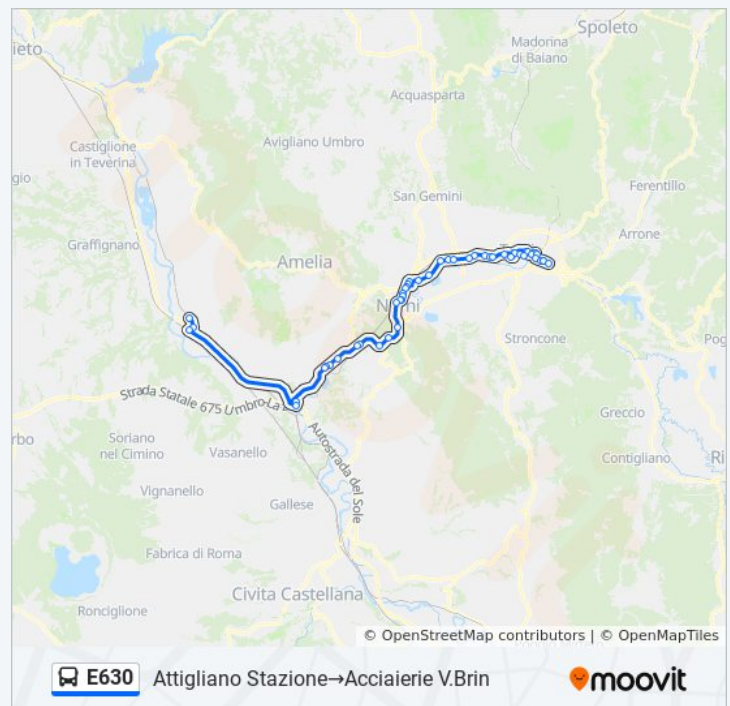 Spoleto
ieto
Madonna
di Baiano
Acquasparta
Castiglione
in Teverina
Avigliano Umbro
gio
San Gemini
Ferentillo
Graffignano
Arrone
Amelia
Stroncone
Pog
Strada Statale 675 Umbro-La
Greccio
rbo
Soriano
nel Cimino
Vasanello
Autostrada del Sole
Contigliano
Ri
Vignanello
Gallese
Fabrica di Roma
Civita Castellana
Ronciglione
© OpenStreetMap contributors | © OpenMapTiles
E630 Attigliano Stazione→Acciaierie V.Brin moovit